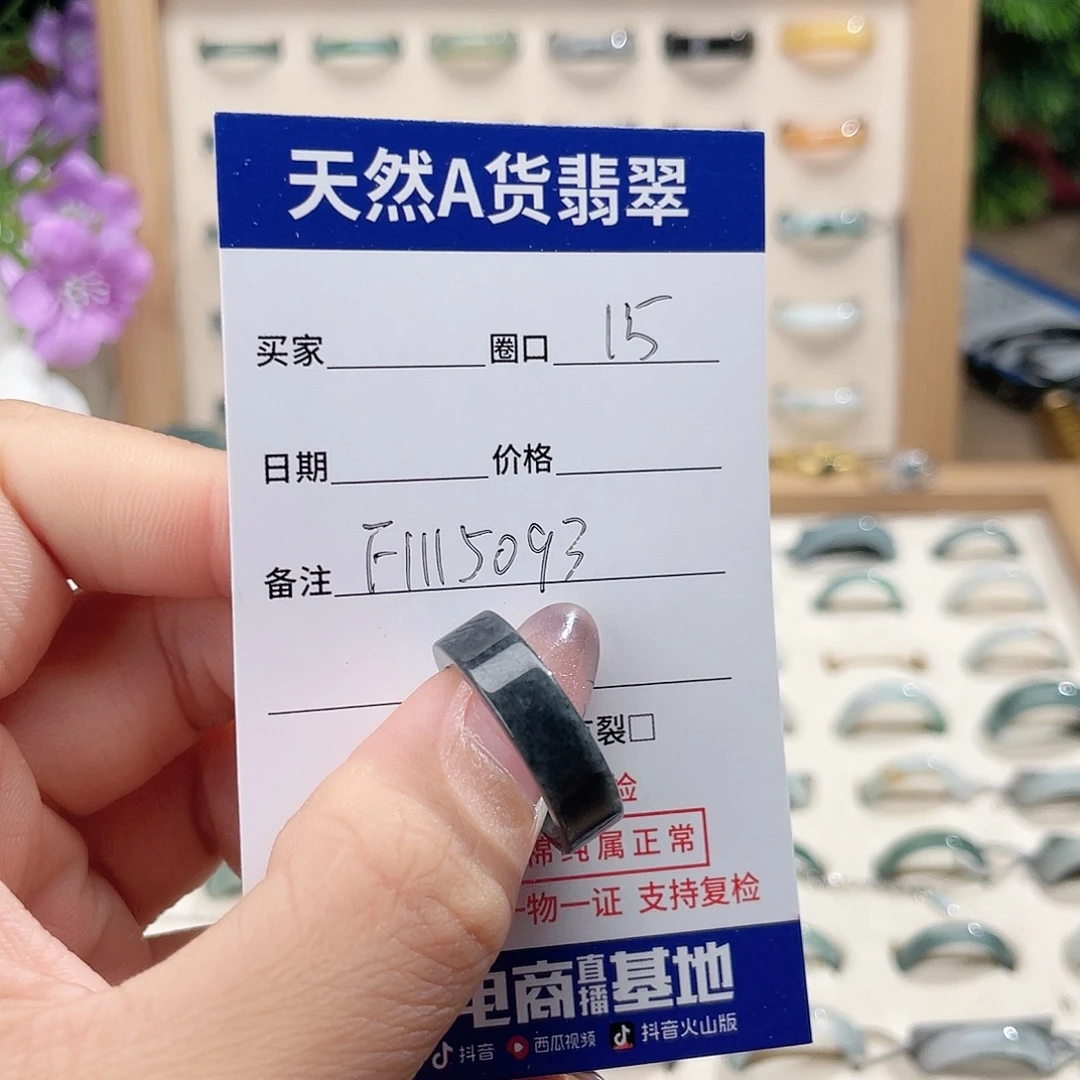 天然A货翡翠
买家 圈口 15
日期 价格
备注 F1115093
裂□
检
属正常
物一证 支持复检
电商直播基地
抖音 西瓜视频 抖音火山版